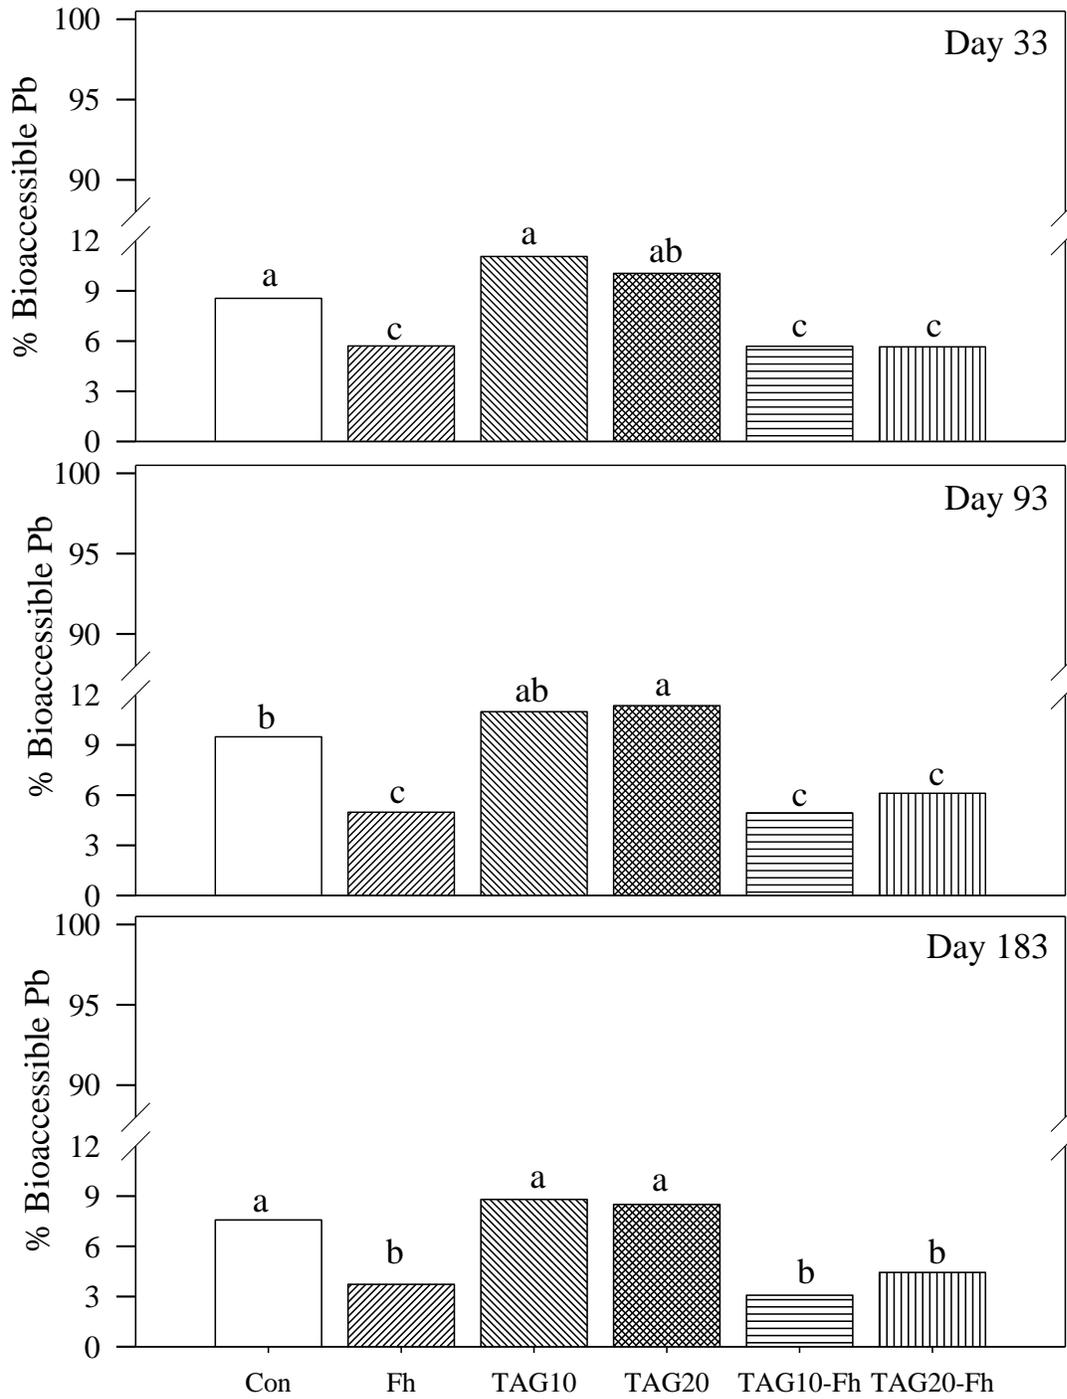 Day 33
% Bioaccessible Pb
100
95
90
12
9
6
3
0
a
c
a
ab
c
c
Day 93
% Bioaccessible Pb
100
95
90
12
9
6
3
0
b
c
ab
a
c
c
Day 183
% Bioaccessible Pb
100
95
90
12
9
6
3
0
a
b
a
a
b
b
Con Fh TAG10 TAG20 TAG10-Fh TAG20-Fh